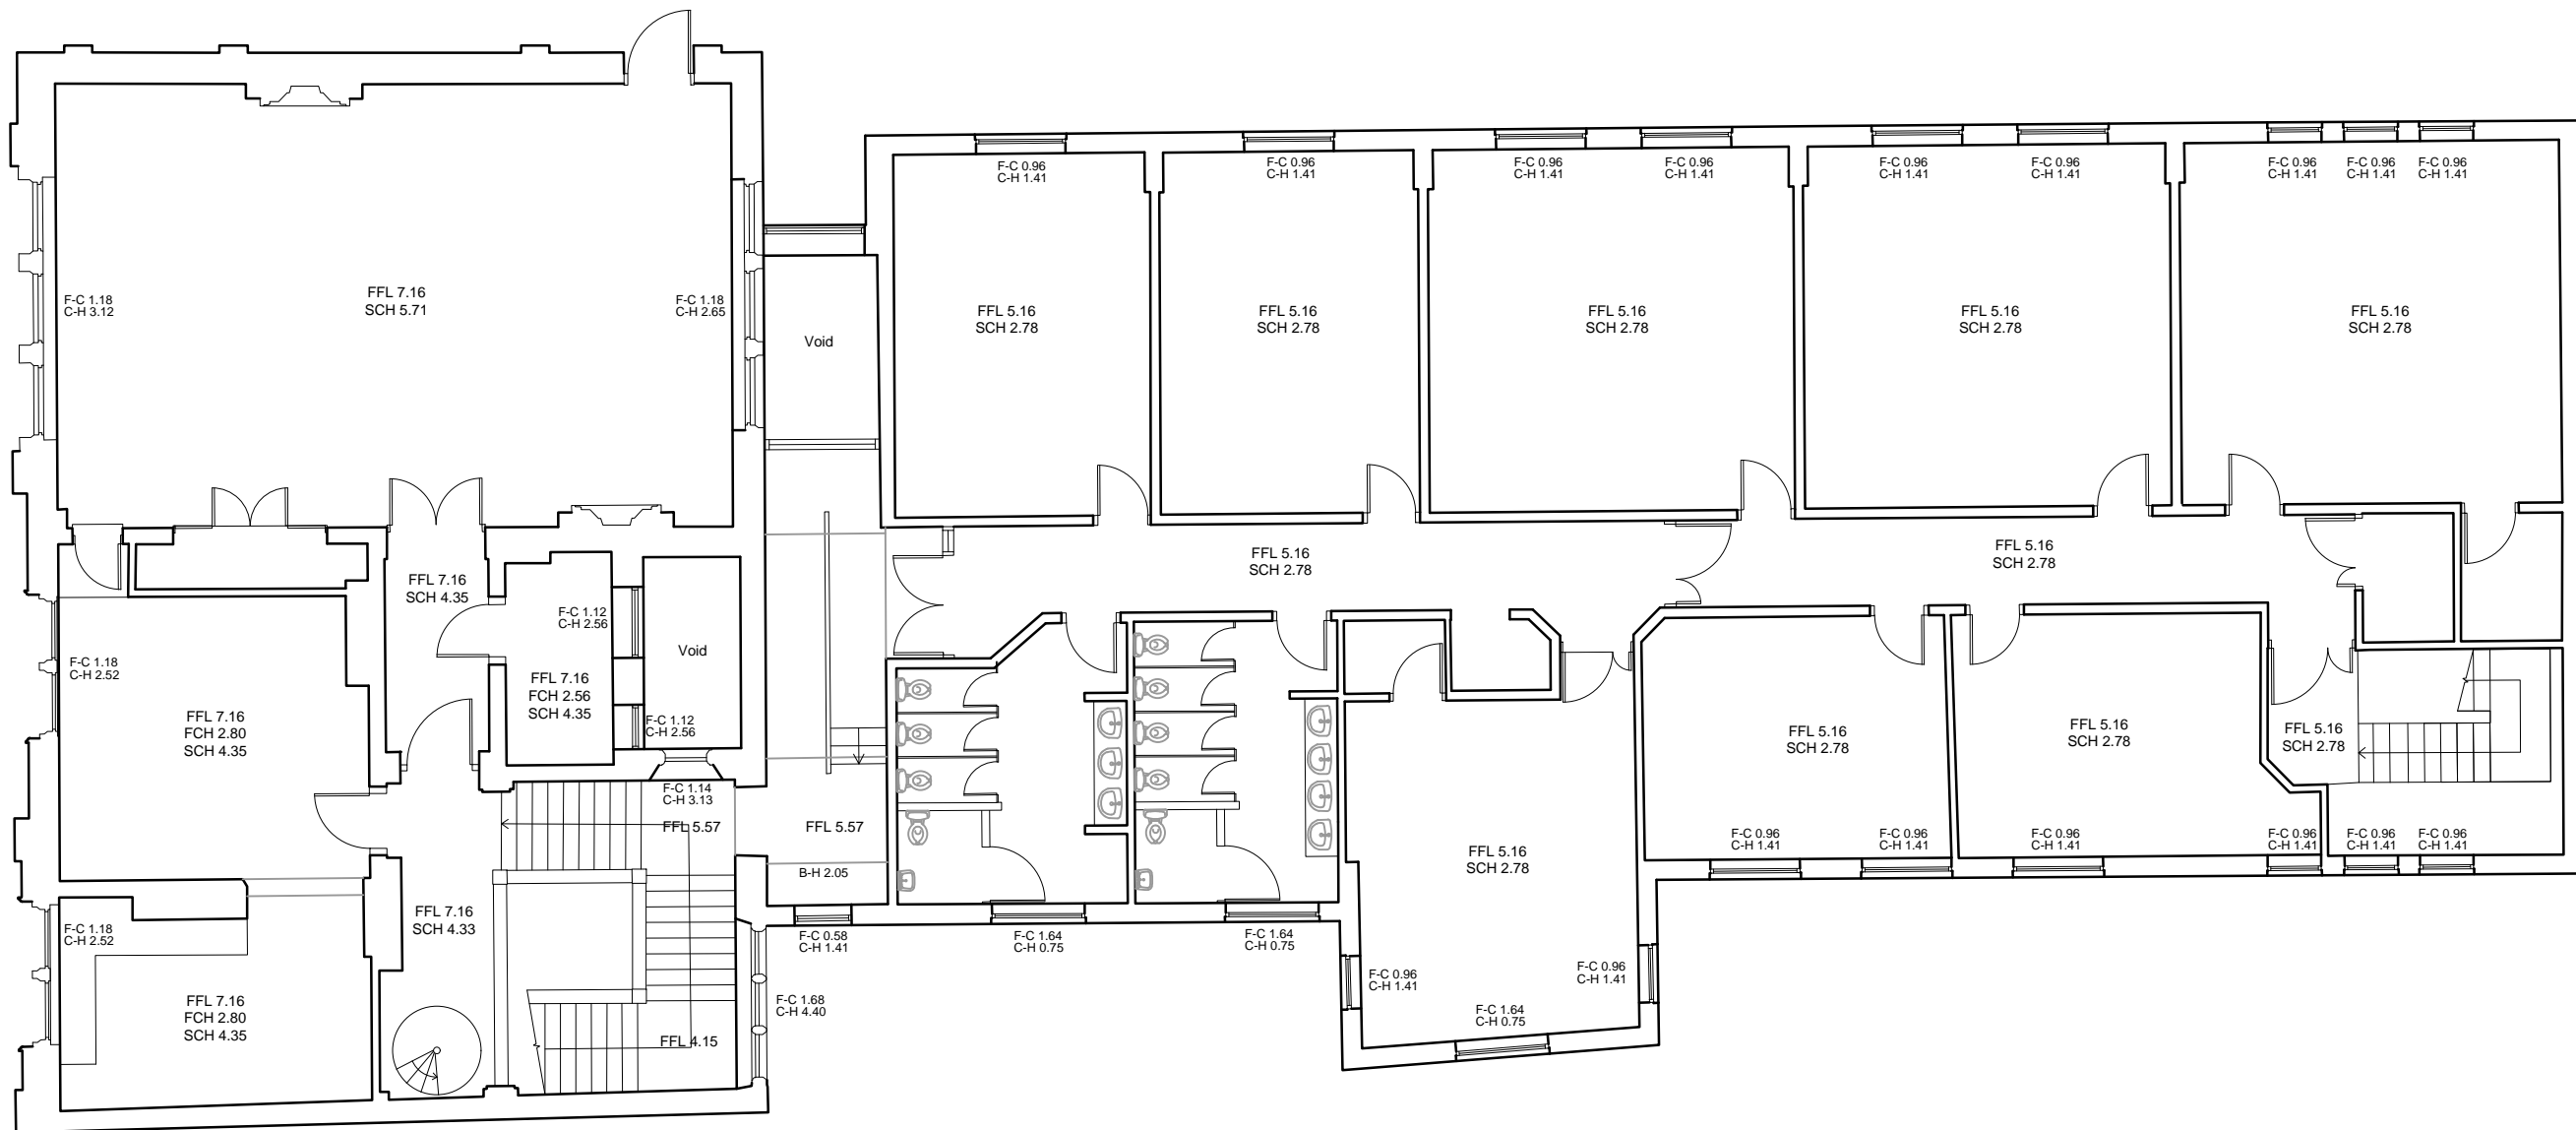 F-C 0.96
C-H 1.41
F-C 0.96
C-H 1.41
F-C 0.96
C-H 1.41
F-C 0.96
C-H 1.41
F-C 0.96
C-H 1.41
F-C 0.96
C-H 1.41
F-C 0.96
C-H 1.41
F-C 0.96
C-H 1.41
F-C 0.96
C-H 1.41
F-C 1.18
C-H 3.12
FFL 7.16
SCH 5.71
F-C 1.18
C-H 2.65
Void
FFL 5.16
SCH 2.78
FFL 5.16
SCH 2.78
FFL 5.16
SCH 2.78
FFL 5.16
SCH 2.78
FFL 5.16
SCH 2.78
FFL 5.16
SCH 2.78
FFL 5.16
SCH 2.78
FFL 7.16
SCH 4.35
F-C 1.12
C-H 2.56
Void
F-C 1.18
C-H 2.52
FFL 7.16
FCH 2.56
SCH 4.35
FFL 7.16
FCH 2.80
SCH 4.35
F-C 1.12
C-H 2.56
FFL 5.16
SCH 2.78
FFL 5.16
SCH 2.78
FFL 5.16
SCH 2.78
F-C 1.14
C-H 3.13
FFL 5.57
FFL 5.57
B-H 2.05
F-C 0.96
C-H 1.41
F-C 0.96
C-H 1.41
F-C 0.96
C-H 1.41
F-C 0.96
C-H 1.41
F-C 0.96
C-H 1.41
F-C 0.96
C-H 1.41
FFL 5.16
SCH 2.78
FFL 7.16
SCH 4.33
F-C 1.18
C-H 2.52
F-C 0.58
C-H 1.41
F-C 1.64
C-H 0.75
F-C 1.64
C-H 0.75
F-C 0.96
C-H 1.41
F-C 0.96
C-H 1.41
FFL 7.16
FCH 2.80
SCH 4.35
F-C 1.68
C-H 4.40
F-C 1.64
C-H 0.75
FFL 4.15